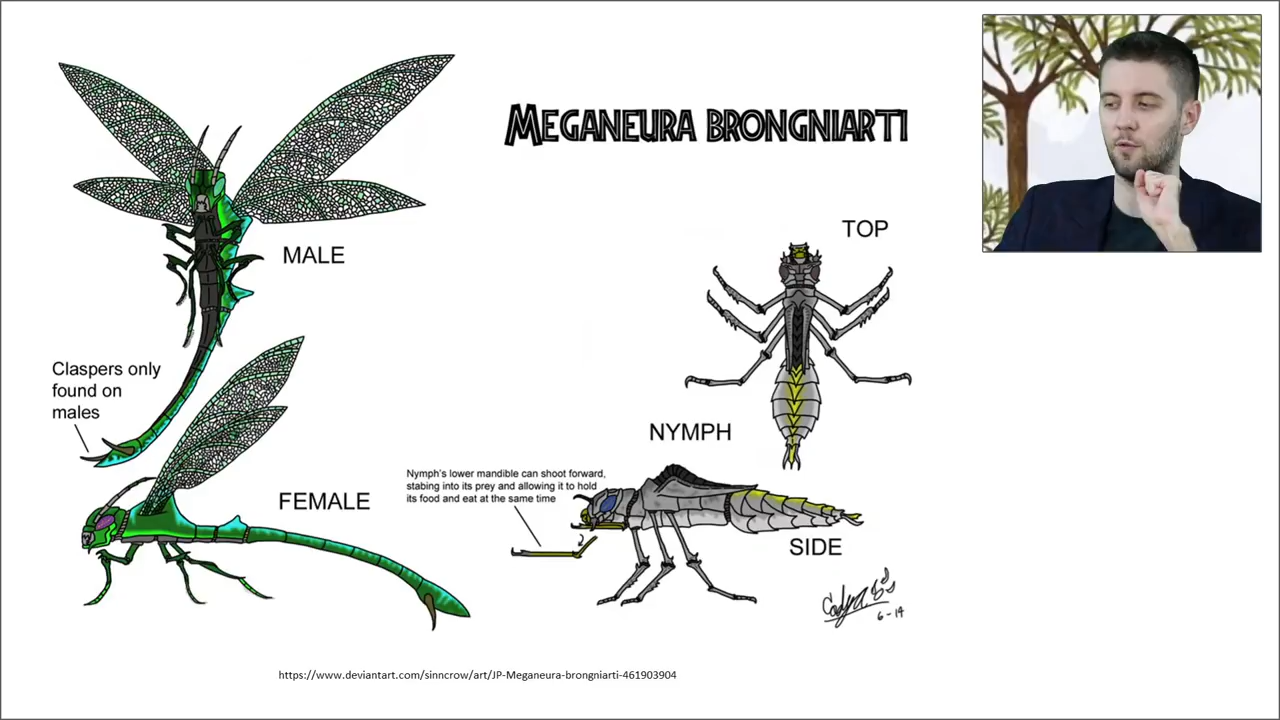 MEGANEURA BRONGNIARTI
MALE
Claspers only
found on
males
FEMALE
TOP
NYMPH
Nymph's lower mandible can shoot forward,
stabing into its prey and allowing it to hold
its food and eat at the same time
SIDE
6-14
https://www.deviantart.com/sinncrow/art/JP-Meganeura-brongniarti-461903904